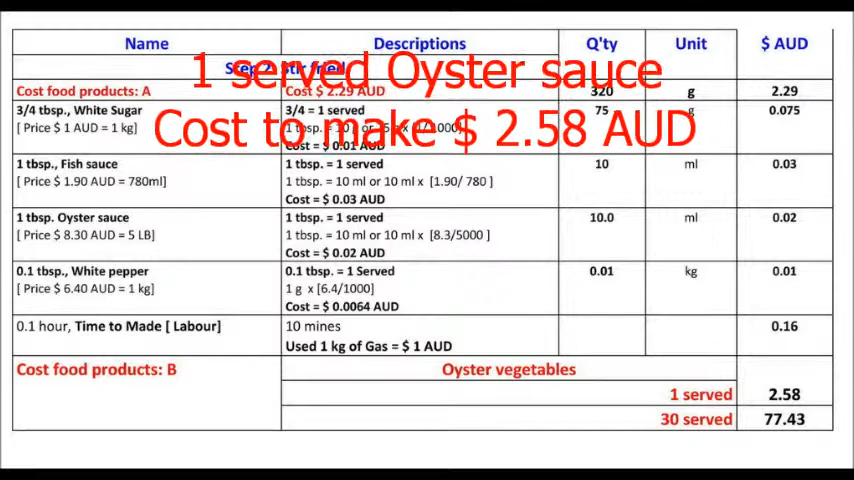 Name Descriptions Q'ty Unit $ AUD
Step 2: Stir fried
1 served Oyster sauce
Cost to make $ 2.58 AUD
Cost food products: A Cost $ 2.29 AUD 320 g 2.29
3/4 tbsp., White Sugar 3/4 = 1 served 75 g 0.075
[ Price $ 1 AUD = 1 kg] 1 tbsp. = 10 g or
Cost = $ 0.01 AUD
1 tbsp., Fish sauce 1 tbsp. = 1 served 10 ml 0.03
[ Price $ 1.90 AUD = 780ml] 1 tbsp. = 10 ml or 10 ml x [1.90/ 780 ]
Cost = $ 0.03 AUD
1 tbsp. Oyster sauce 1 tbsp. = 1 served 10.0 ml 0.02
[ Price $ 8.30 AUD = 5 LB] 1 tbsp. = 10 ml or 10 ml x [8.3/5000 ]
Cost = $ 0.02 AUD
0.1 tbsp., White pepper 0.1 tbsp. = 1 Served 0.01 kg 0.01
[ Price $ 6.40 AUD = 1 kg] 1 g x [6.4/1000]
Cost = $ 0.0064 AUD
0.1 hour, Time to Made [ Labour] 10 mines 0.16
Used 1 kg of Gas = $ 1 AUD
Cost food products: B Oyster vegetables
1 served 2.58
30 served 77.43